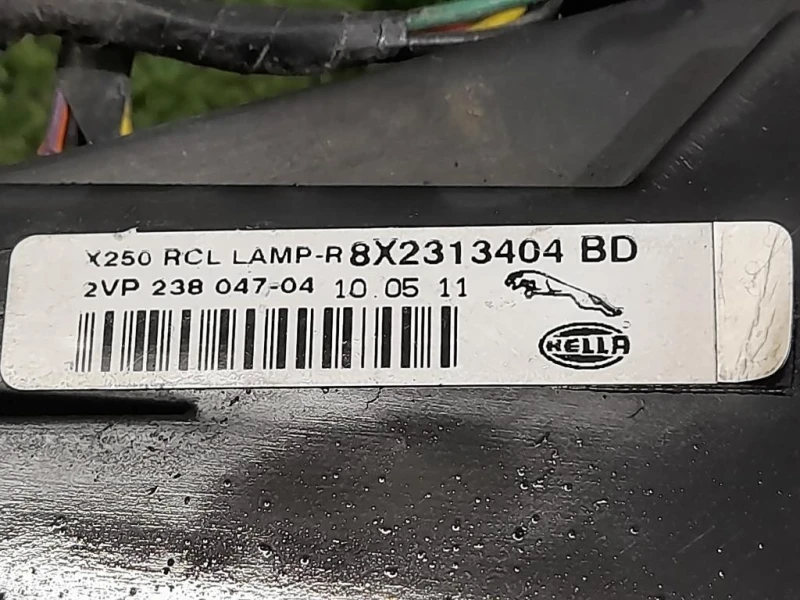 X250 RCL LAMP-R 8X2313404 BD
2VP 238 047-04 10 05 11
HELLA